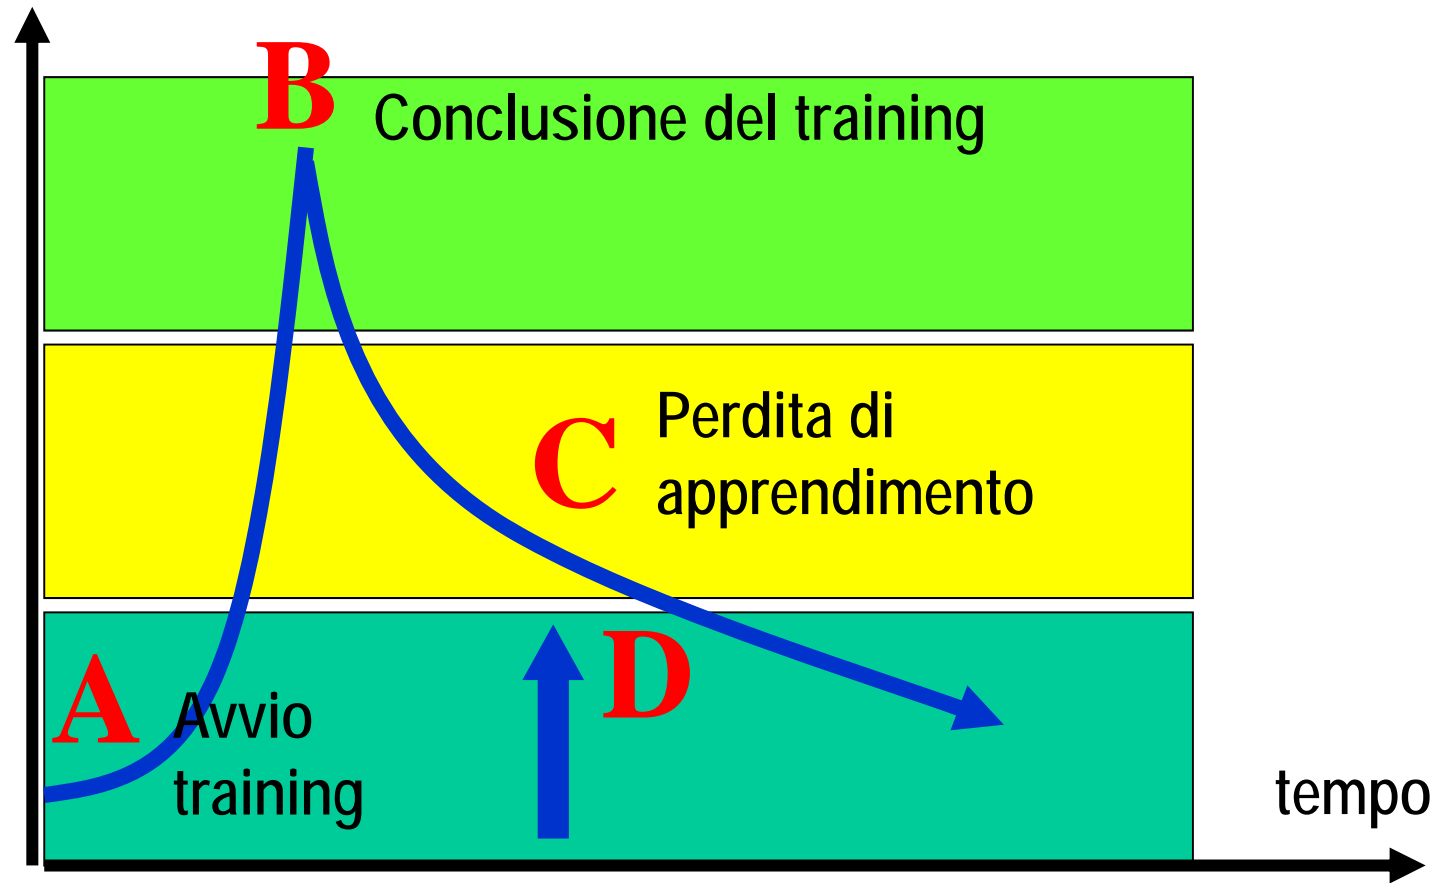 B
Conclusione del training
C
Perdita di
apprendimento
A
Avvio
training
D
tempo